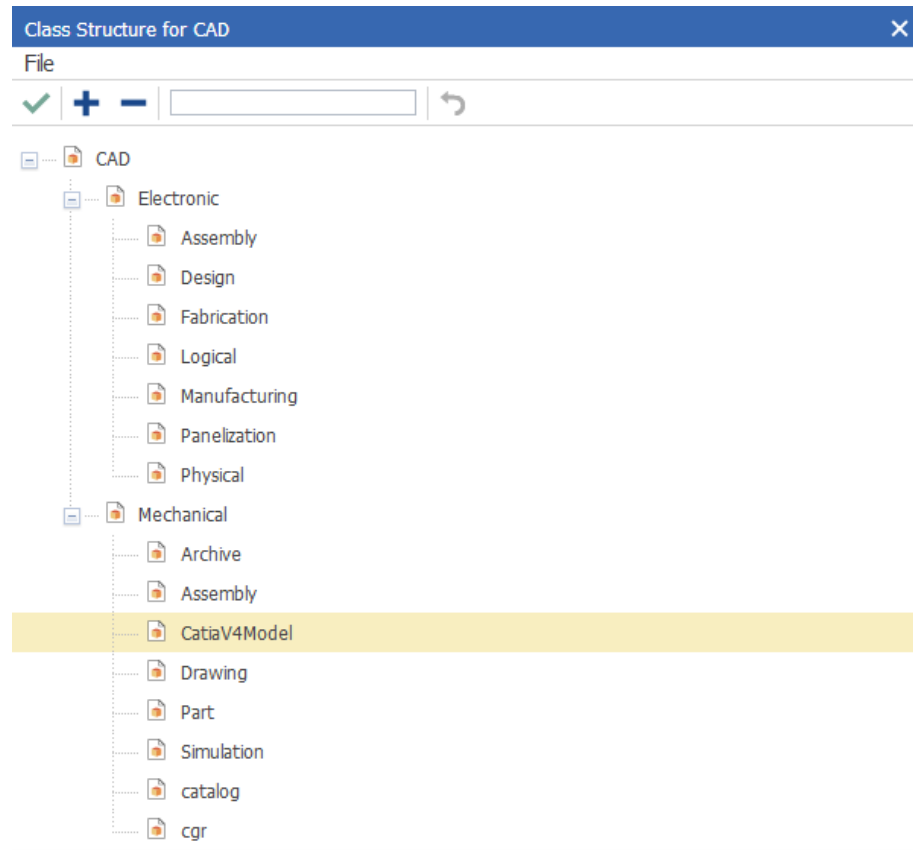 Class Structure for CAD
File
CAD
Electronic
Assembly
Design
Fabrication
Logical
Manufacturing
Panelization
Physical
Mechanical
Archive
Assembly
CatiaV4Model
Drawing
Part
Simulation
catalog
cgr